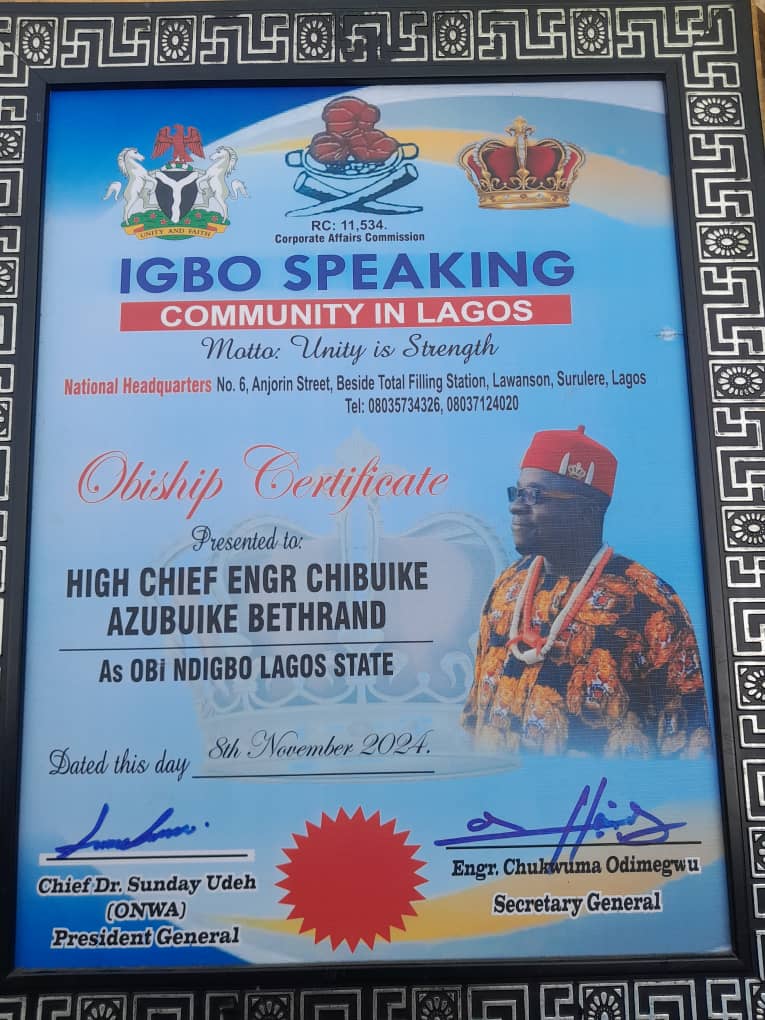 UNITY AND FAITH
RC: 11,534.
Corporate Affairs Commission
IGBO SPEAKING
COMMUNITY IN LAGOS
Motto: Unity is Strength
National Headquarters No. 6, Anjorin Street, Beside Total Filling Station, Lawanson, Surulere, Lagos
Tel: 08035734326, 08037124020
Obiship Certificate
Presented to:
HIGH CHIEF ENGR CHIBUIKE
AZUBUIKE BETHRAND
As OBi NDIGBO LAGOS STATE
Dated this day 8th November 2024.
Chief Dr. Sunday Udeh
(ONWA)
President General
Engr. Chukwuma Odimegwu
Secretary General